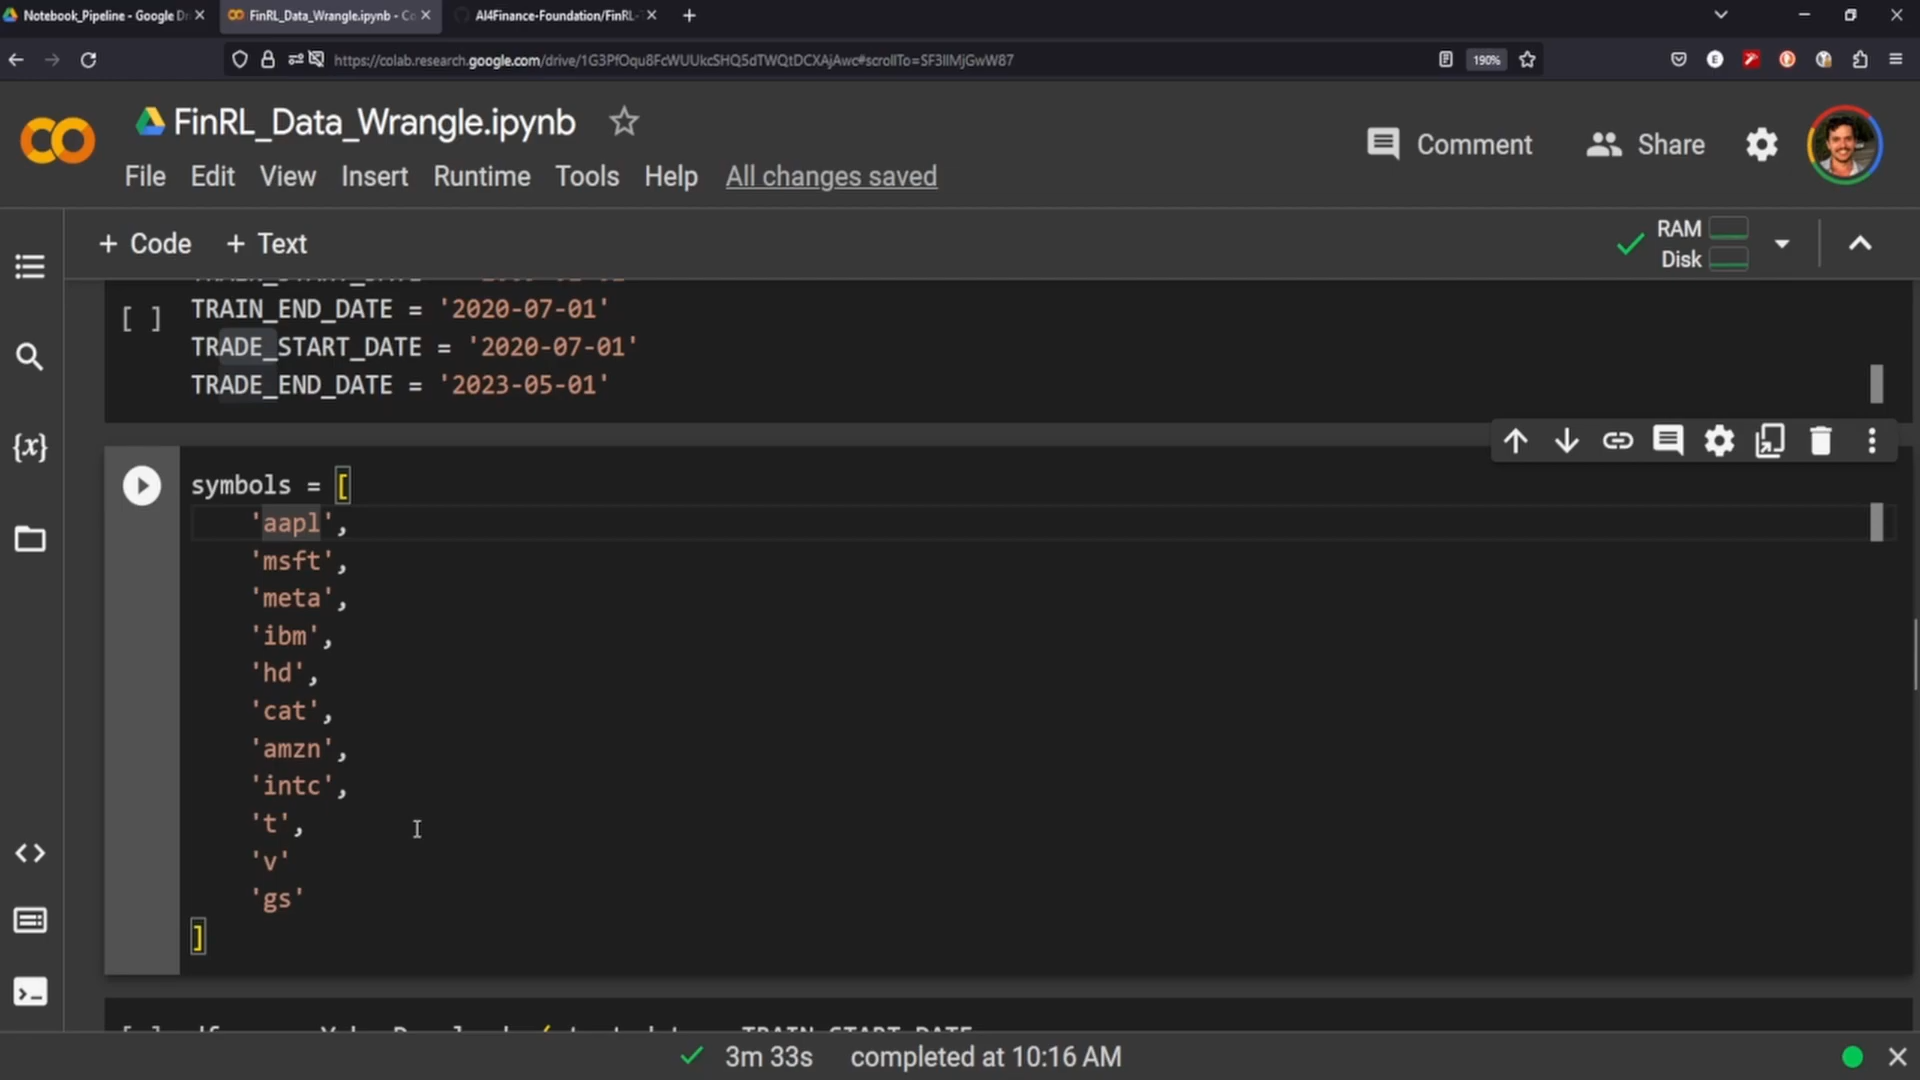 Notebook_Pipeline - Google Dr
FinRL_Data_Wrangle.ipynb - Co
AI4Finance-Foundation/FinRL-
https://colab.research.google.com/drive/1G3PfOqu8FcWUUkcSHQ5dTWQtDCXAjAwc#scrollTo=SF3IIMjGwW87
190%
FinRL_Data_Wrangle.ipynb
Comment
Share
File Edit View Insert Runtime Tools Help All changes saved
+ Code + Text
RAM
Disk
[ ]
TRAIN_END_DATE = '2020-07-01'
TRADE_START_DATE = '2020-07-01'
TRADE_END_DATE = '2023-05-01'
symbols = [
'aapl',
'msft',
'meta',
'ibm',
'hd',
'cat',
'amzn',
'intc',
't',
'v'
'gs'
]
TRAIN_START_DATE
3m 33s completed at 10:16 AM